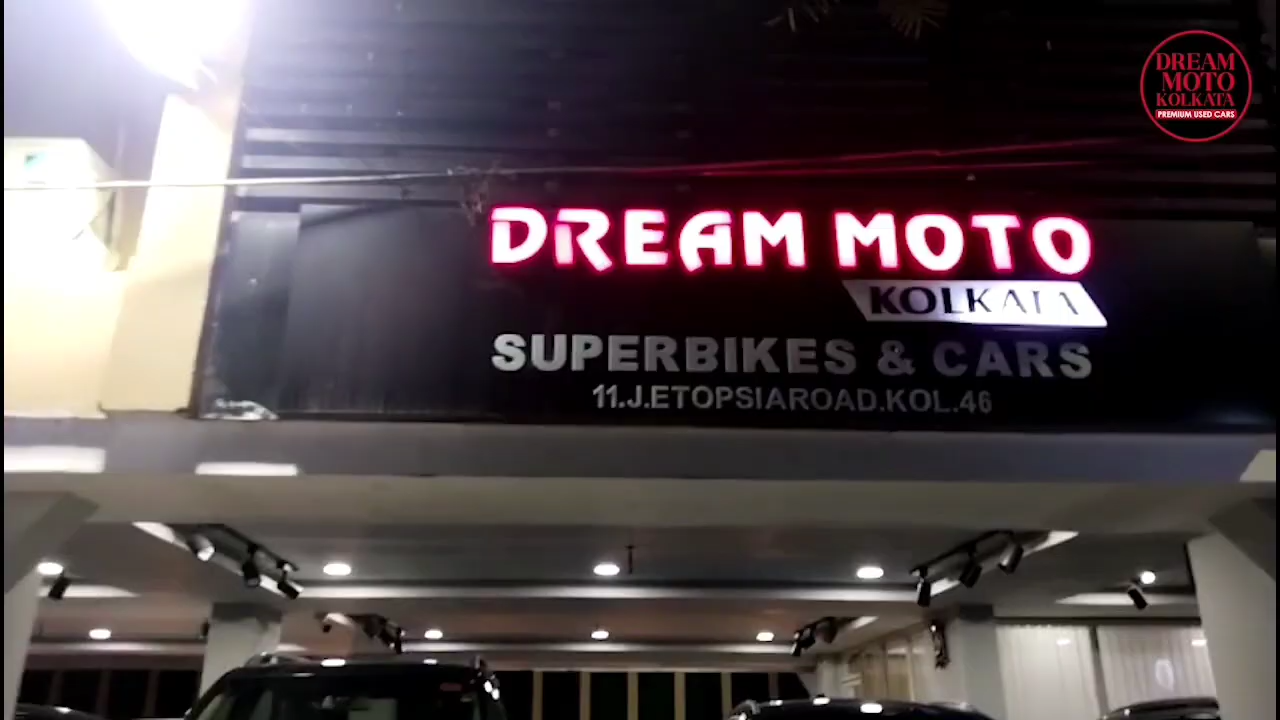 DREAM
MOTO
KOLKATA
PREMIUM USED CARS
DREAM MOTO
KOLKATA
SUPERBIKES & CARS
11.J.ETOPSIAROAD.KOL.46